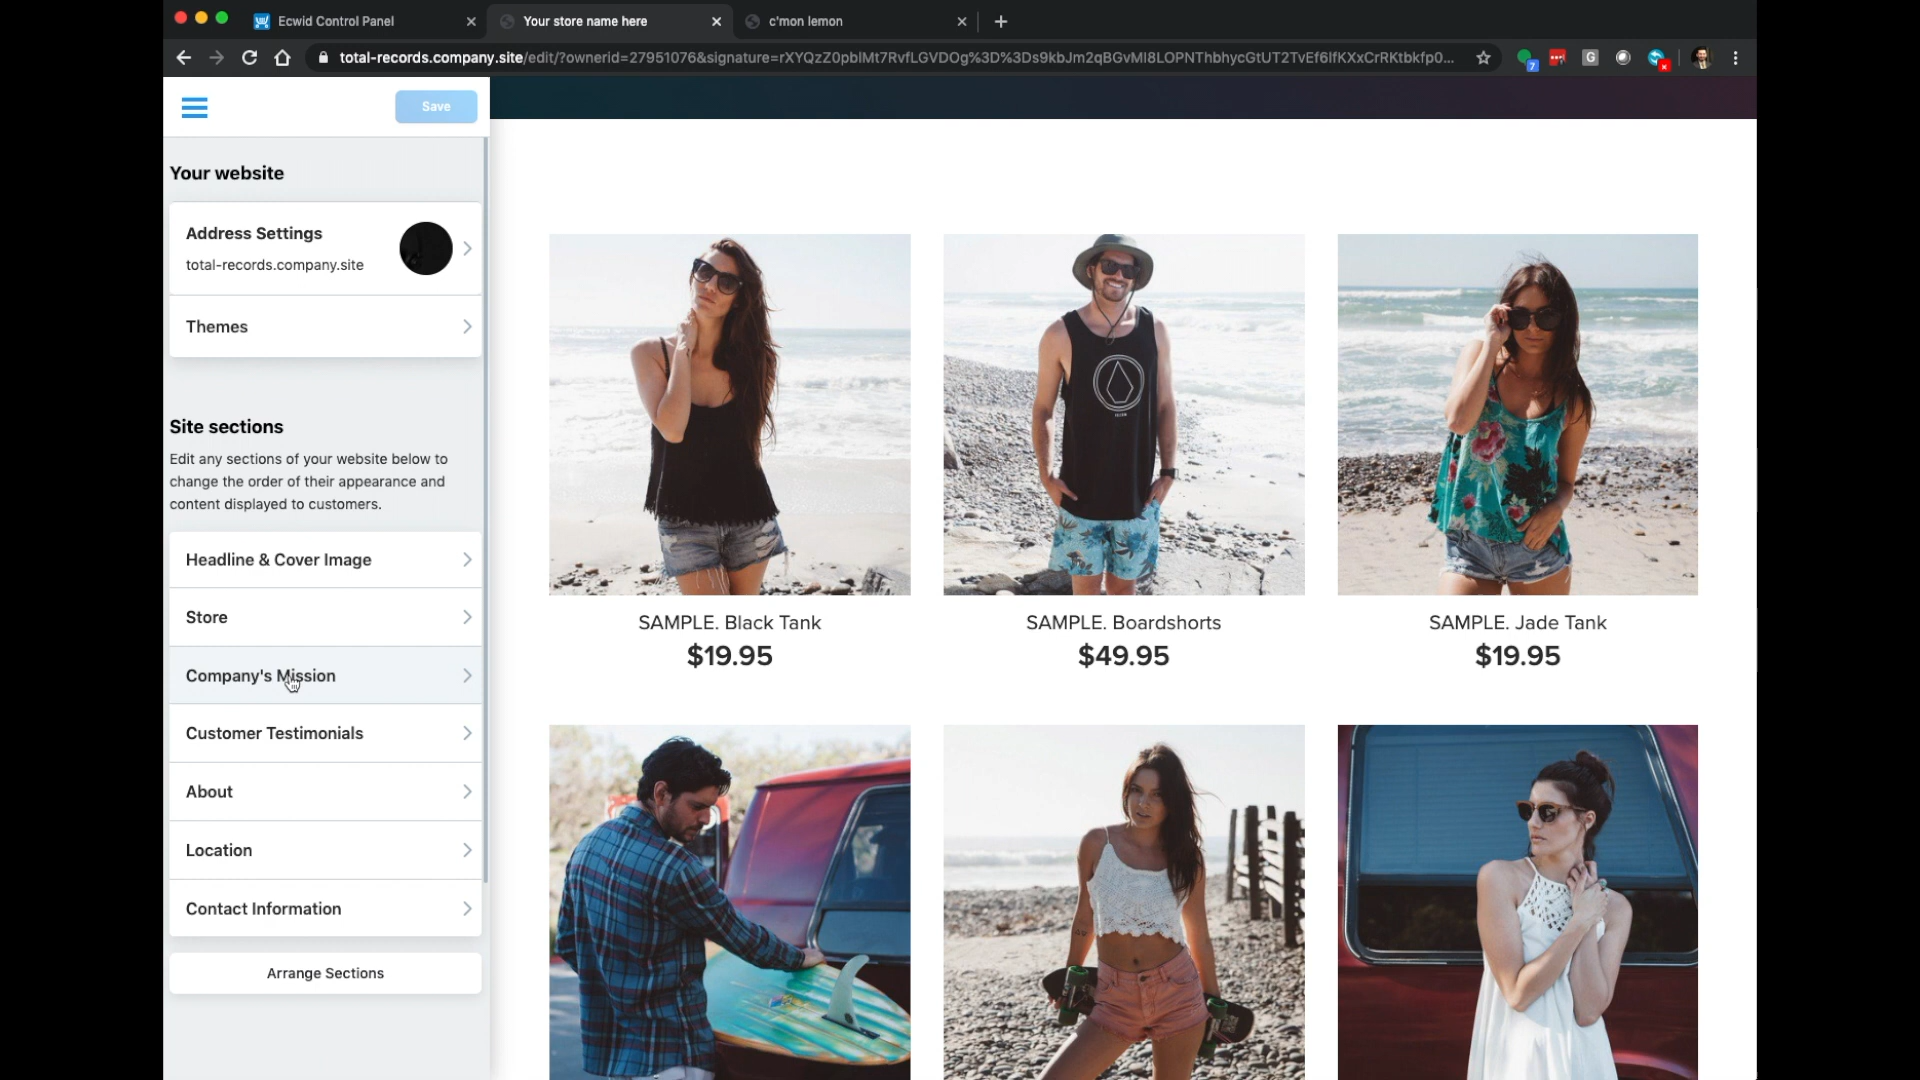 Ecwid Control Panel
Your store name here
c'mon lemon
total-records.company.site/edit/?ownerid=27951076&signature=rXYQzZ0pblMt7RvfLGVDOg%3D%3Ds9kbJm2qBGvMI8LOPNThbhycGtUT2TvEf6IfKXxCrRKtbkfp0...
7
G
Save
Your website
Address Settings
total-records.company.site
Themes
Site sections
Edit any sections of your website below to
change the order of their appearance and
content displayed to customers.
Headline & Cover Image
Store
Company's Mission
Customer Testimonials
About
Location
Contact Information
Arrange Sections
SAMPLE. Black Tank
$19.95
SAMPLE. Boardshorts
$49.95
SAMPLE. Jade Tank
$19.95